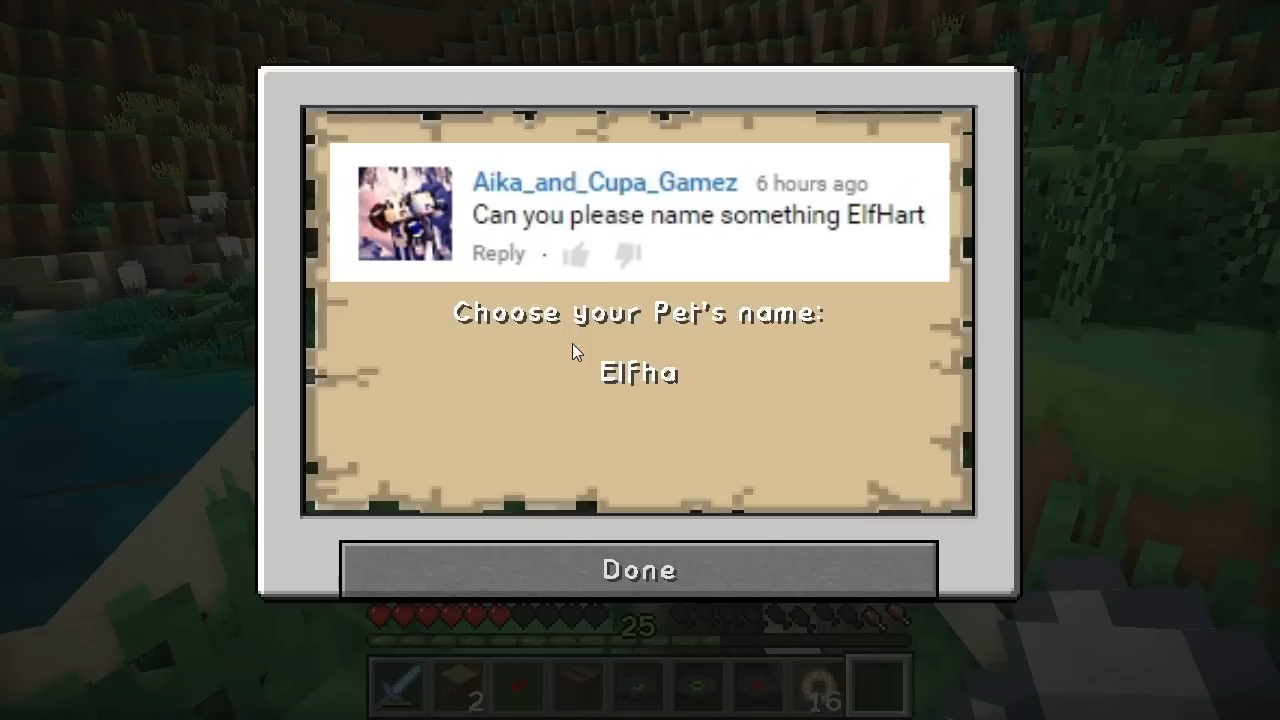 Aika_and_Cupa_Gamez 6 hours ago
Can you please name something ElfHart
Reply ·
Choose your Pet's name:
Elfha
Done
25
2
16